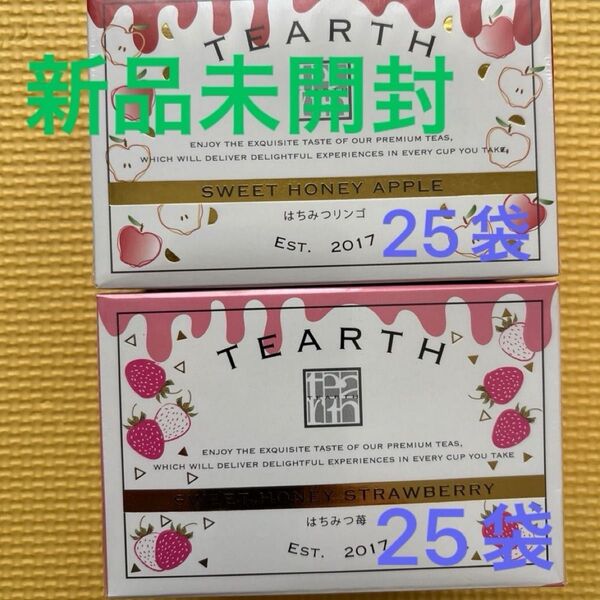 TEARTH
新品未開封
ENJOY THE EXQUISITE TASTE OF OUR PREMIUM TEAS,
WHICH WILL DELIVER DELIGHTFUL EXPERIENCES IN EVERY CUP YOU TAKE
SWEET HONEY APPLE
はちみつリンゴ
EST. 2017
25袋
TEARTH
tea
rth
TEARTH
ENJOY THE EXQUISITE TASTE OF OUR PREMIUM TEAS,
WHICH WILL DELIVER DELIGHTFUL EXPERIENCES IN EVERY CUP YOU TAKE
SWEET HONEY STRAWBERRY
はちみつ苺
EST. 2017
25袋